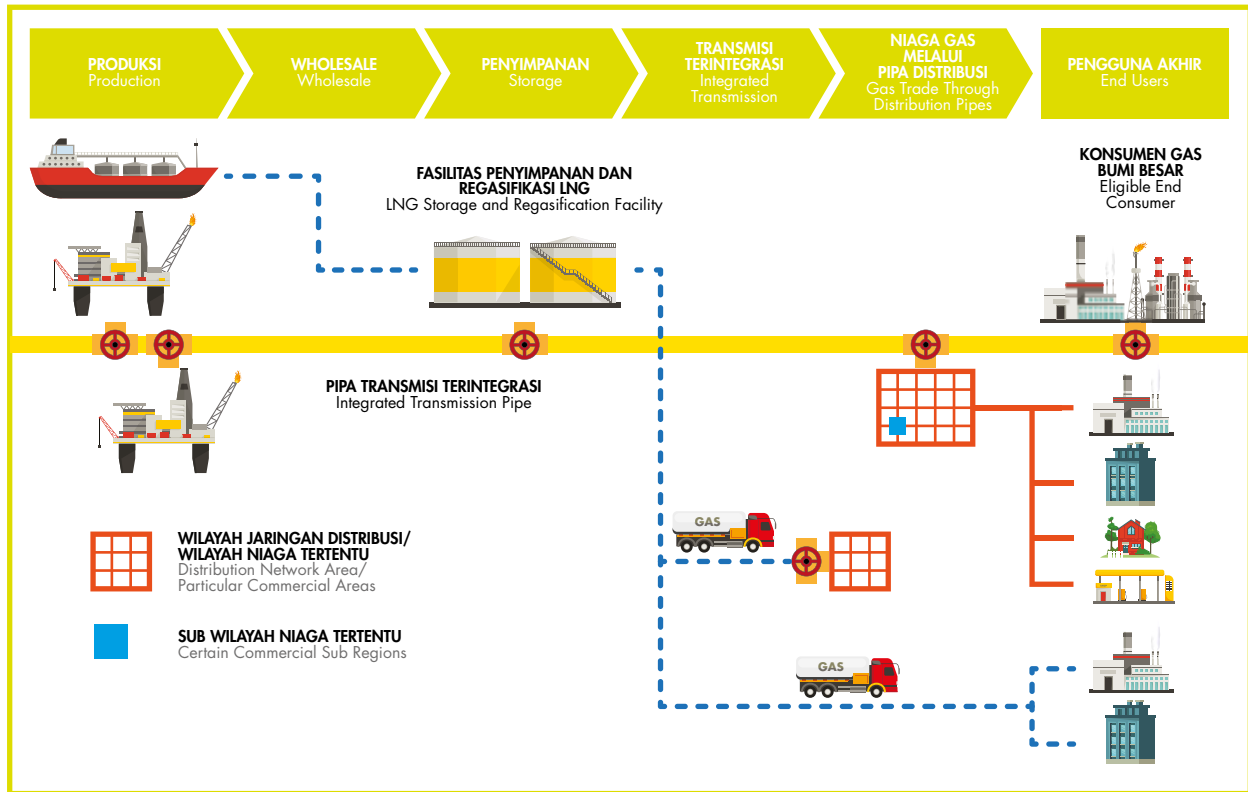 PRODUKSI
Production
WHOLESALE
Wholesale
PENYIMPANAN
Storage
TRANSMISI
TERINTEGRASI
Integrated
Transmission
NIAGA GAS
MELALUI
PIPA DISTRIBUSI
Gas Trade Through
Distribution Pipes
PENGGUNA AKHIR
End Users
FASILITAS PENYIMPANAN DAN
REGASIFIKASI LNG
LNG Storage and Regasification Facility
KONSUMEN GAS
BUMI BESAR
Eligible End
Consumer
PIPA TRANSMISI TERINTEGRASI
Integrated Transmission Pipe
GAS
WILAYAH JARINGAN DISTRIBUSI/
WILAYAH NIAGA TERTENTU
Distribution Network Area/
Particular Commercial Areas
SUB WILAYAH NIAGA TERTENTU
Certain Commercial Sub Regions
GAS